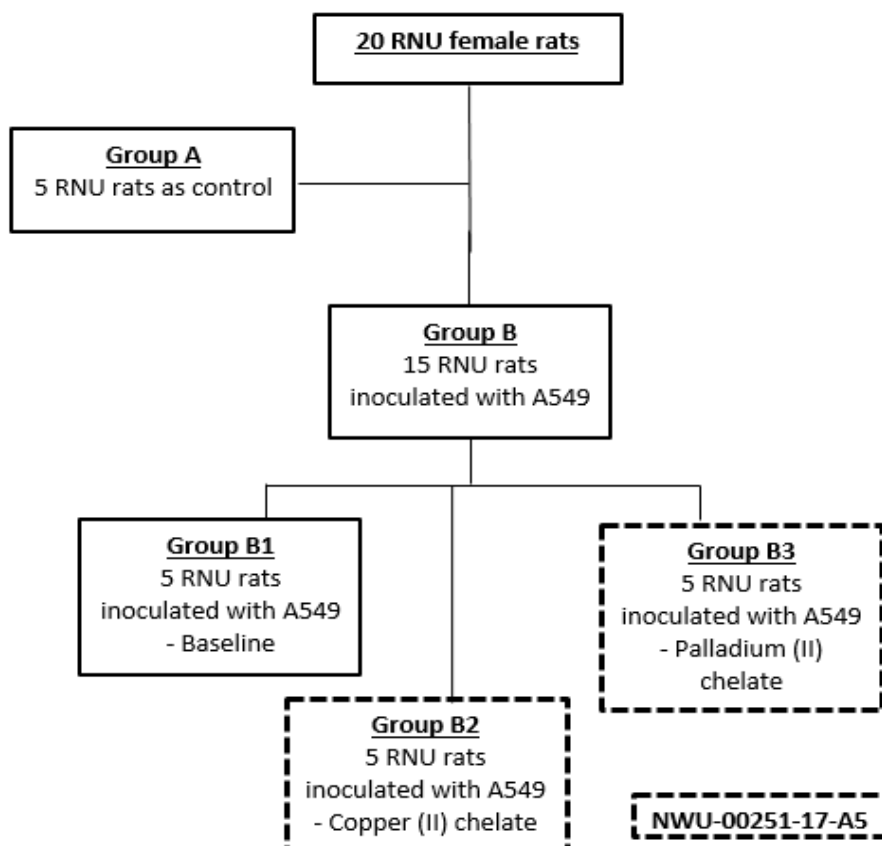 20 RNU female rats
Group A
5 RNU rats as control
Group B
15 RNU rats
inoculated with A549
Group B1
5 RNU rats
inoculated with A549
- Baseline
Group B2
5 RNU rats
inoculated with A549
- Copper (II) chelate
Group B3
5 RNU rats
inoculated with A549
- Palladium (II)
chelate
NWU-00251-17-A5